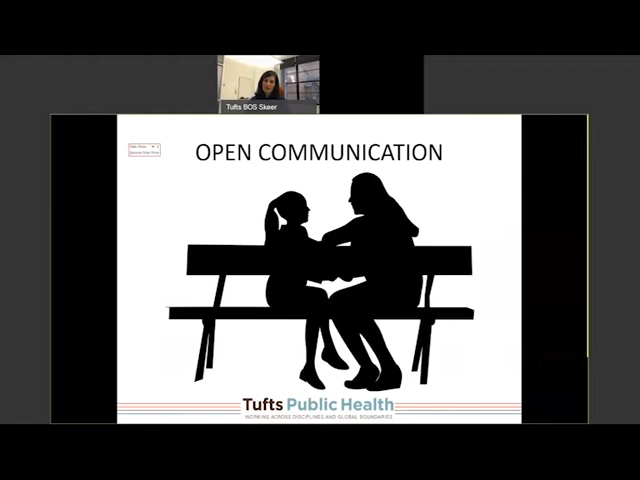 Tufts BOS Skeer
OPEN COMMUNICATION
Tufts Public Health
WORKING ACROSS DISCIPLINES AND GLOBAL BOUNDARIES